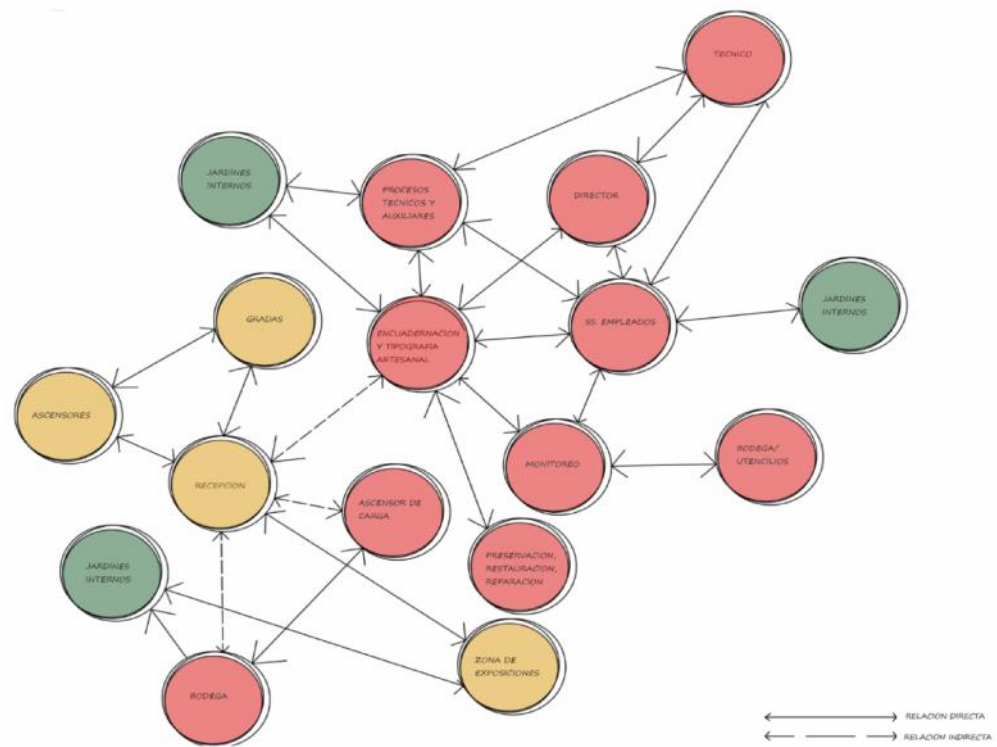 TECNICO
JARDINES
INTERNOS
PROCESOS
TECNICOS Y
AUXILIARES
DIRECTOR
JARDINES
INTERNOS
GRADAS
ENCUADERNACION
Y TIPOGRAFIA
ARTESANAL
SS. EMPLEADOS
ASCENSORES
RECEPCION
MONITOREO
BODEGA/
UTENCILIOS
ASCENSOR DE
CARGA
JARDINES
INTERNOS
PRESERVACION,
RESTAURACION,
REPARACION
ZONA DE
EXPOSICIONES
BODEGA
RELACION DIRECTA
RELACION INDIRECTA